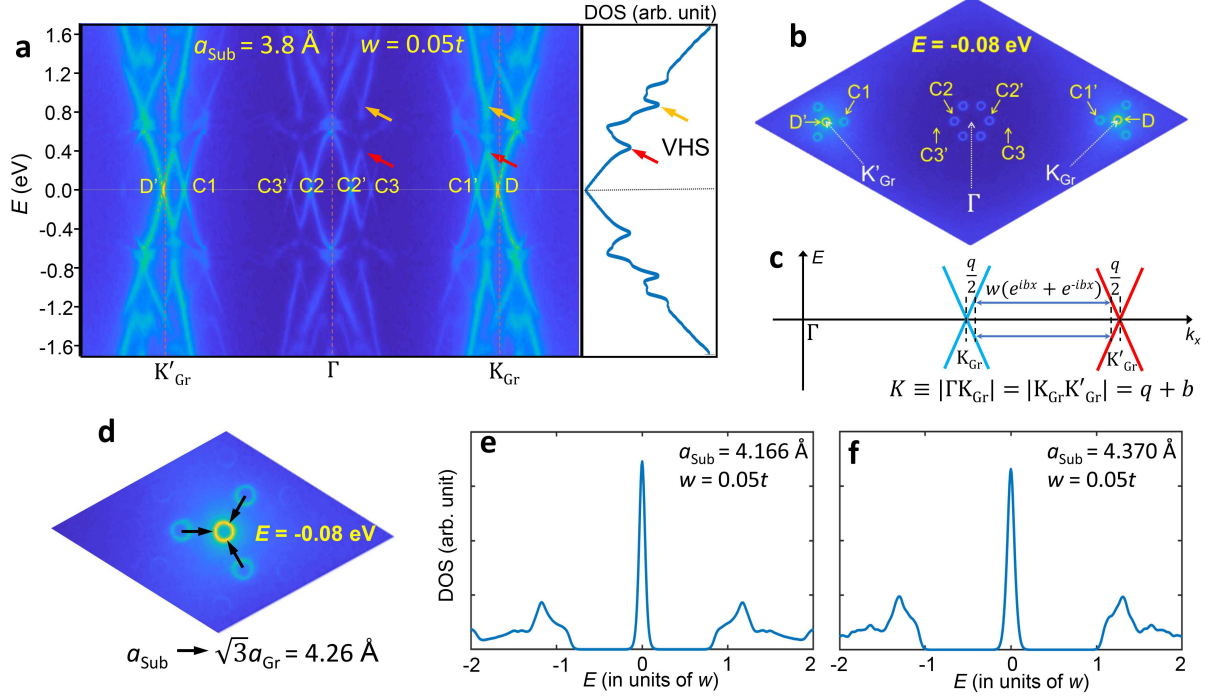 a
a_Sub = 3.8 Å   w = 0.05t
E (eV)
1.6
1.2
0.8
0.4
0.0
-0.4
-0.8
-1.2
-1.6
D'   C1   C3'   C2   C2'   C3   C1'   D
K'_Gr   Γ   K_Gr
DOS (arb. unit)
VHS
b
E = -0.08 eV
C1   C2   C2'   C1'
D'   D
C3'   C3
K'_Gr   Γ   K_Gr
c
E
q/2   w(e^{ibx} + e^{-ibx})   q/2
Γ   K_Gr   K'_Gr   k_x
K ≡ |ΓK_Gr| = |K_GrK'_Gr| = q + b
d
E = -0.08 eV
a_Sub → √3a_Gr = 4.26 Å
e
a_Sub = 4.166 Å
w = 0.05t
DOS (arb. unit)
-2   -1   0   1   2
E (in units of w)
f
a_Sub = 4.370 Å
w = 0.05t
-2   -1   0   1   2
E (in units of w)